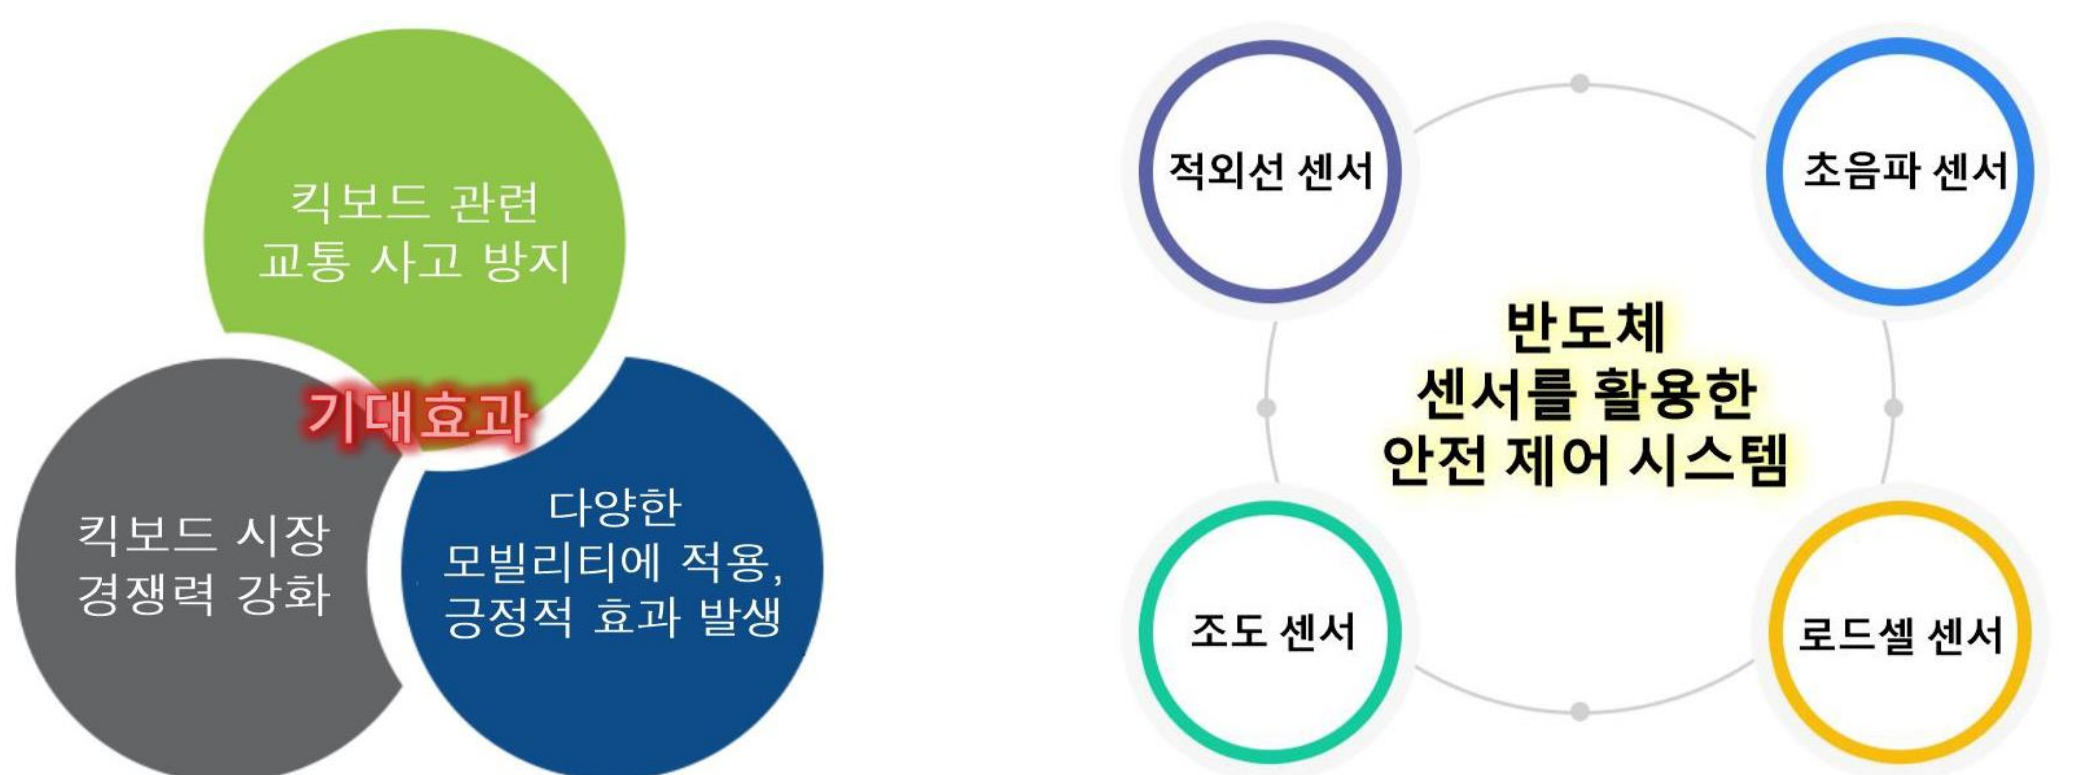 키보드 관련
교통 사고 방지
기대효과
킥보드 시장
경쟁력 강화
다양한
모빌리티에 적용,
긍정적 효과 발생
적외선 센서
초음파 센서
반도체
센서를 활용한
안전 제어 시스템
조도 센서
로드셀 센서